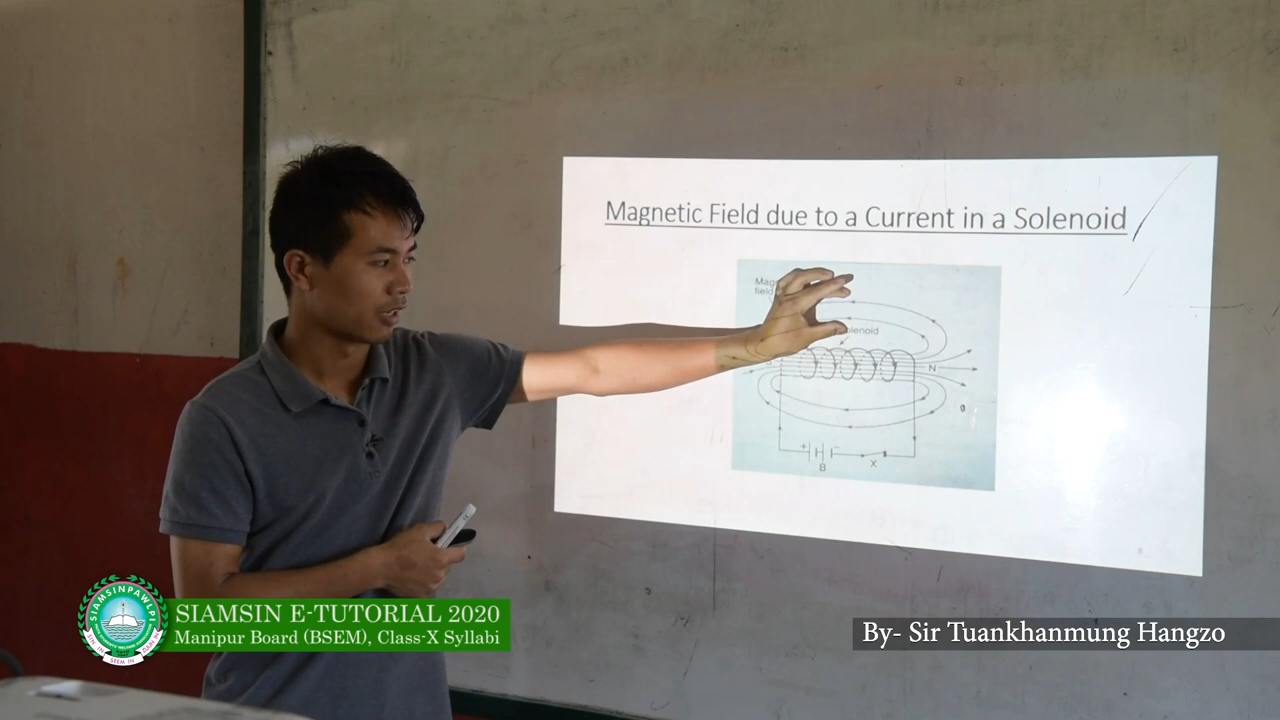 Magnetic Field due to a Current in a Solenoid
N
+ -
B
X
SIAMSINPAWLPI
SIAMSIN E-TUTORIAL 2020
Manipur Board (BSEM), Class-X Syllabi
By- Sir Tuankhanmung Hangzo